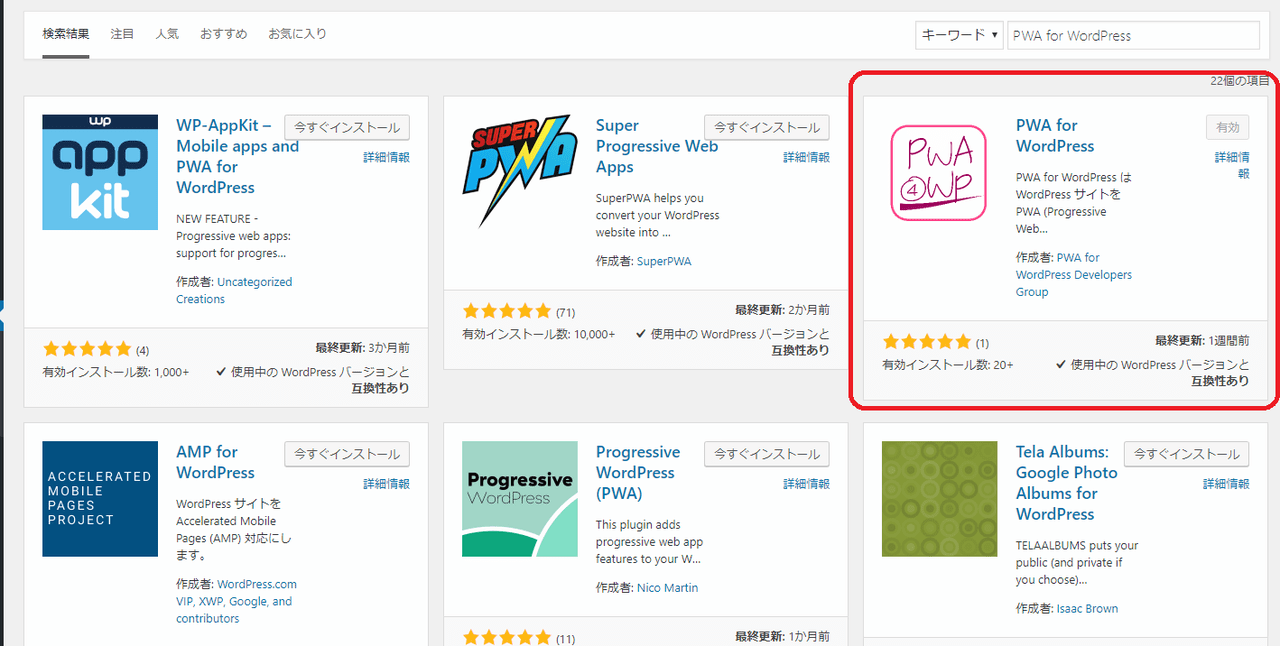 検索結果 注目 人気 おすすめ お気に入り キーワード ▼ PWA for WordPress
22個の項目
wp
app
kit
WP-AppKit –
Mobile apps and
PWA for
WordPress
今すぐインストール
詳細情報
NEW FEATURE -
Progressive web apps:
support for progres...
作成者: Uncategorized
Creations
(4)
最終更新: 3か月前
有効インストール数: 1,000+
✓ 使用中の WordPress バージョンと
互換性あり
SUPER
PWA
Super
Progressive Web
Apps
今すぐインストール
詳細情報
SuperPWA helps you
convert your WordPress
website into ...
作成者: SuperPWA
(71)
最終更新: 2か月前
有効インストール数: 10,000+
✓ 使用中の WordPress バージョンと
互換性あり
PWA
4 WP
PWA for
WordPress
有効
詳細情
報
PWA for WordPress は
WordPress サイトを
PWA (Progressive
Web...
作成者: PWA for
WordPress Developers
Group
(1)
最終更新: 1週間前
有効インストール数: 20+
✓ 使用中の WordPress バージョンと
互換性あり
ACCELERATED
MOBILE
PAGES
PROJECT
AMP for
WordPress
今すぐインストール
詳細情報
WordPress サイトを
Accelerated Mobile
Pages (AMP) 対応にし
ます。
作成者: WordPress.com
VIP, XWP, Google, and
contributors
Progressive
WordPress
Progressive
WordPress
(PWA)
今すぐインストール
詳細情報
This plugin adds
progressive web app
features to your W...
作成者: Nico Martin
(11)
最終更新: 1か月前
Tela Albums:
Google Photo
Albums for
WordPress
今すぐインストール
詳細情報
TELAALBUMS puts your
public (and private if
you choose)...
作成者: Isaac Brown